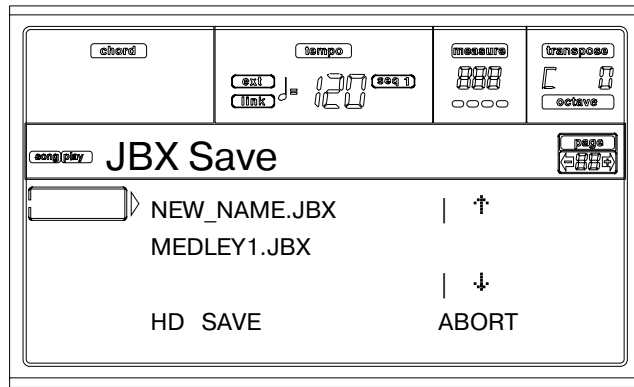 chord tempo measure transpose
ext ♩= 120 seq 1 888 C 0
link octave
song play JBX Save page
88
NEW_NAME.JBX | ↑
MEDLEY1.JBX
| ↓
HD SAVE ABORT